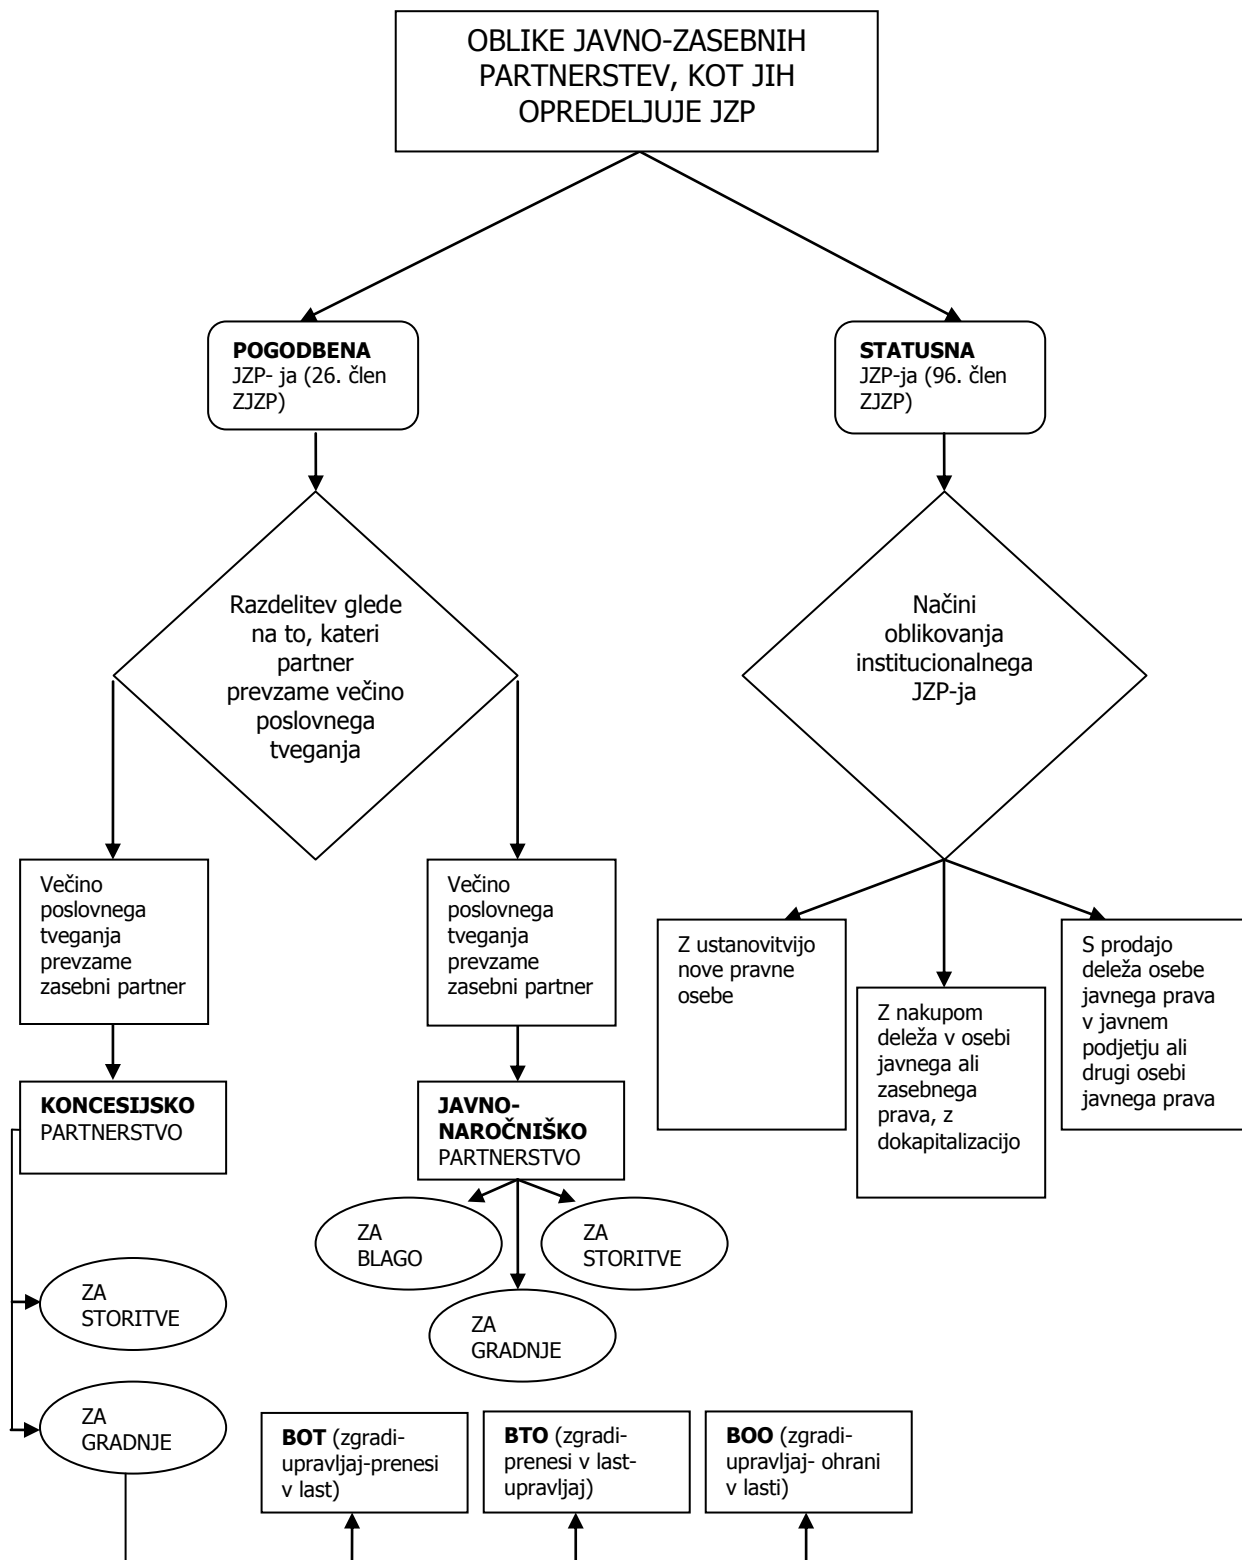 OBLIKE JAVNO-ZASEBNIH
PARTNERSTEV, KOT JIH
OPREDELJUJE JZP
POGODBENA
JZP- ja (26. člen
ZJZP)
STATUSNA
JZP-ja (96. člen
ZJZP)
Razdelitev glede
na to, kateri
partner
prevzame večino
poslovnega
tveganja
Načini
oblikovanja
institucionalnega
JZP-ja
Večino
poslovnega
tveganja
prevzame
zasebni partner
Večino
poslovnega
tveganja
prevzame
zasebni partner
Z ustanovitvijo
nove pravne
osebe
Z nakupom
deleža v osebi
javnega ali
zasebnega
prava, z
dokapitalizacijo
S prodajo
deleža osebe
javnega prava
v javnem
podjetju ali
drugi osebi
javnega prava
KONCESIJSKO
PARTNERSTVO
JAVNO-
NAROČNIŠKO
PARTNERSTVO
ZA
BLAGO
ZA
STORITVE
ZA
GRADNJE
ZA
STORITVE
ZA
GRADNJE
BOT (zgradi-
upravljaj-prenesi
v last)
BTO (zgradi-
prenesi v last-
upravljaj)
BOO (zgradi-
upravljaj- ohrani
v lasti)